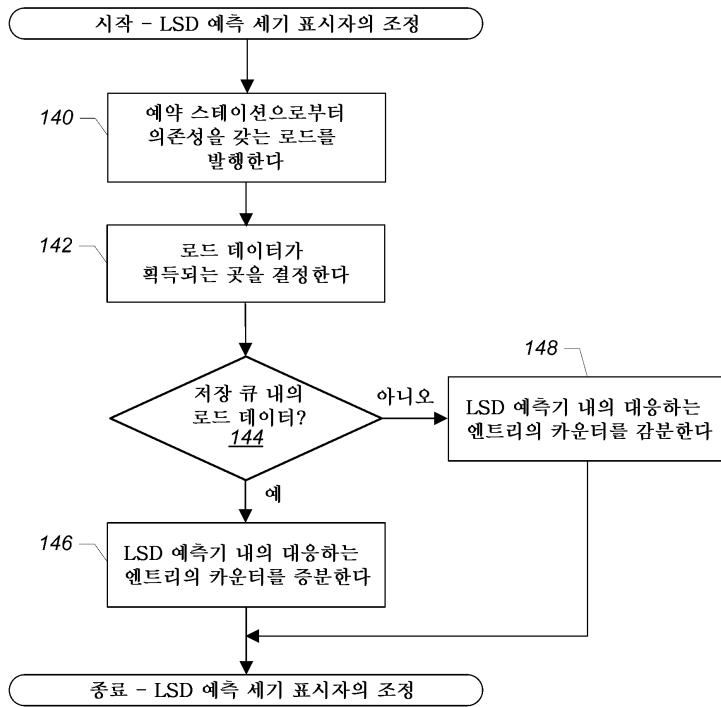 시작 – LSD 예측 세기 표시자의 조정
140
예약 스테이션으로부터
의존성을 갖는 로드를
발행한다
142
로드 데이터가
획득되는 곳을 결정한다
저장 큐 내의
로드 데이터?
144
아니오
148
LSD 예측기 내의 대응하는
엔트리의 카운터를 감분한다
예
146
LSD 예측기 내의 대응하는
엔트리의 카운터를 증분한다
종료 – LSD 예측 세기 표시자의 조정